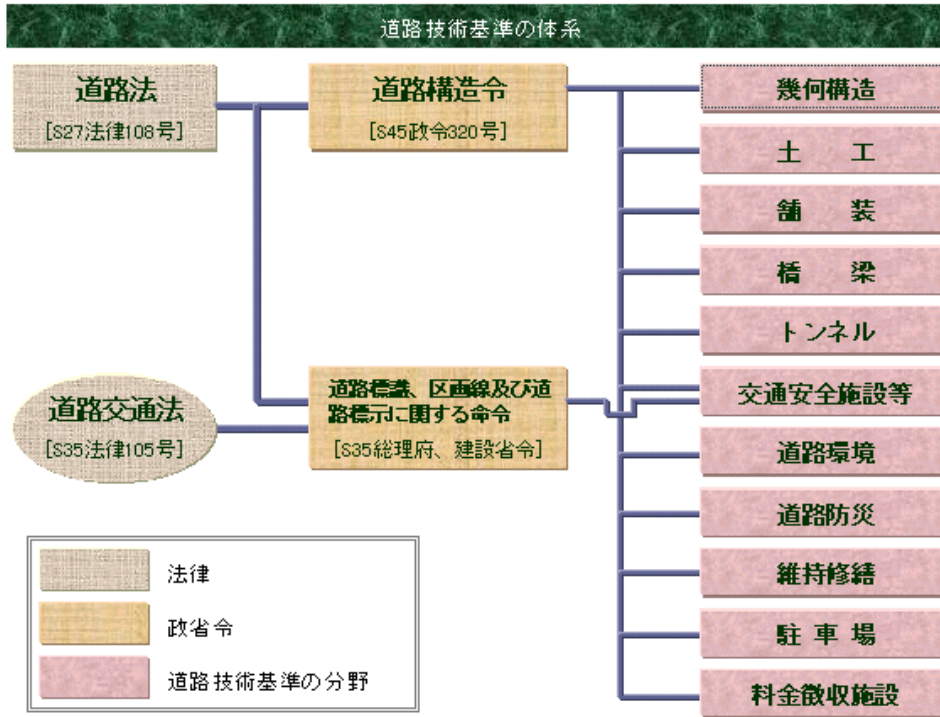 道路技術基準の体系
道路法
[S27法律108号]
道路構造令
[S45政令320号]
道路交通法
[S35法律105号]
道路標識、区画線及び道
路標示に関する命令
[S35総理府、建設省令]
幾何構造
土　工
舗　装
橋　梁
トンネル
交通安全施設等
道路環境
道路防災
維持修繕
駐車場
料金徴収施設
法律
政省令
道路技術基準の分野